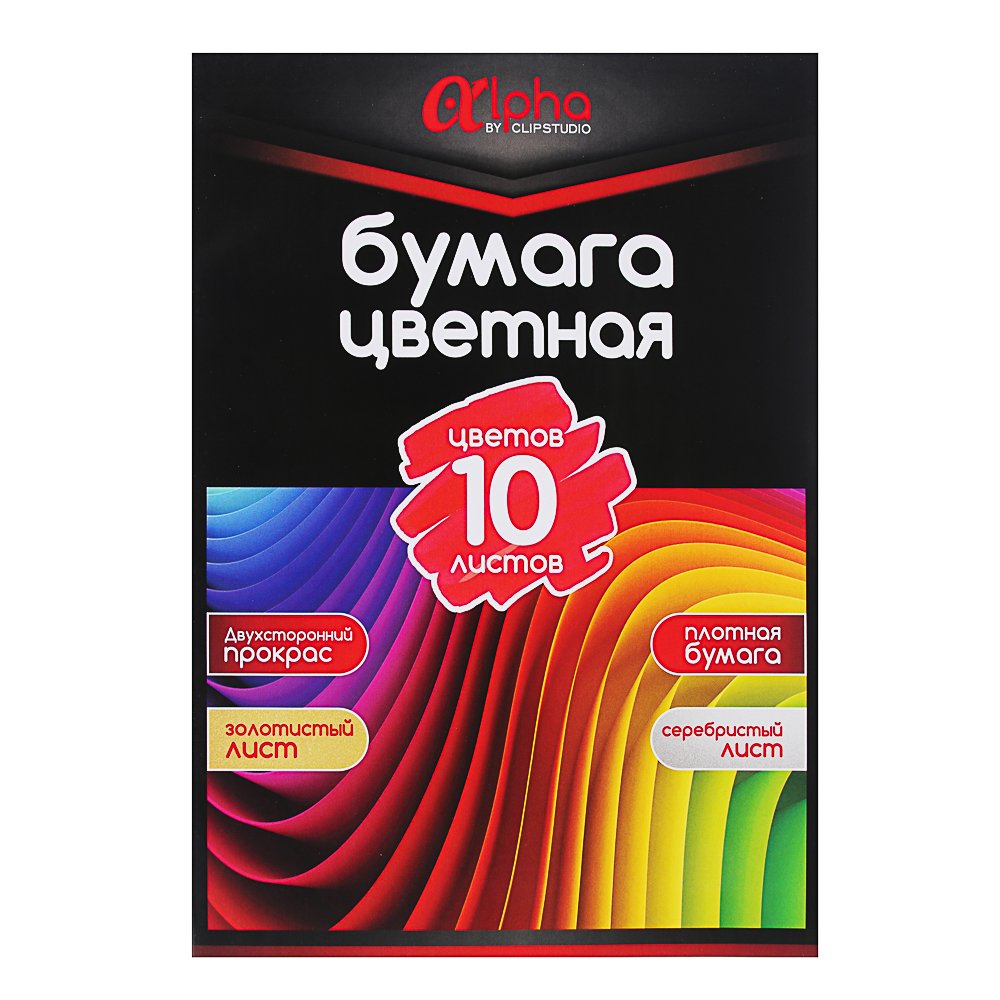 αlpha
BY CLIPSTUDIO
бумага
цветная
цветов
10
листов
Двухсторонний
прокрас
плотная
бумага
золотистый
лист
серебристый
лист